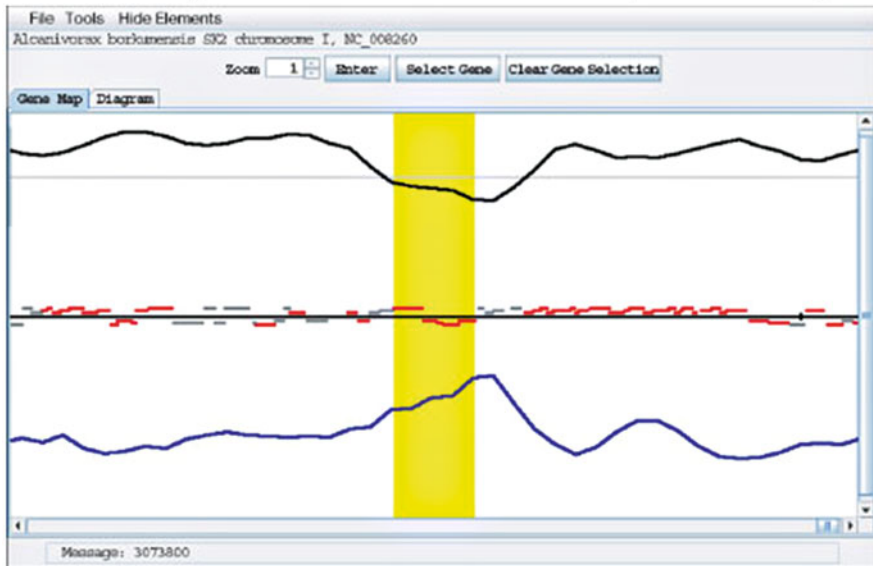 File Tools Hide Elements
Alcanivorax borkumensis SK2 chromosome I, NC_008260
Zoom 1 Enter Select Gene Clear Gene Selection
Gene Map Diagram
Message: 3073800